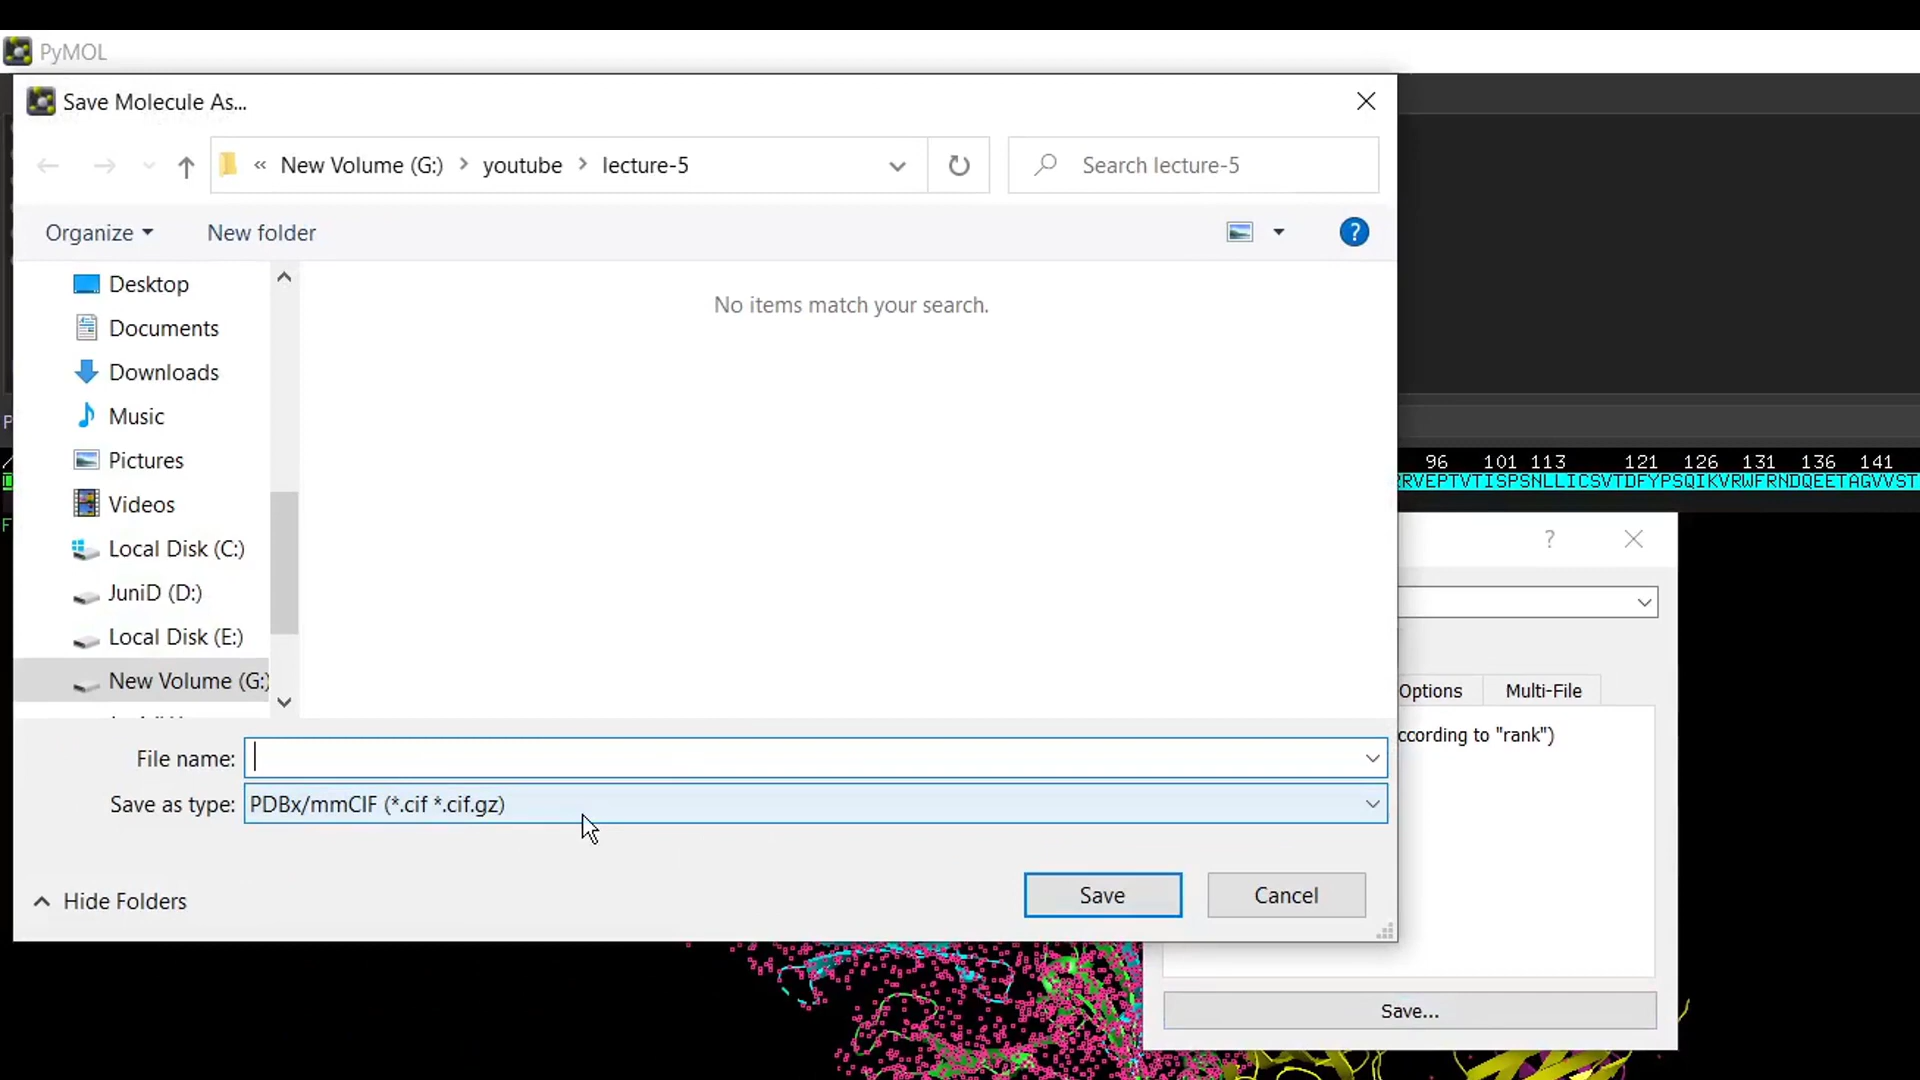 PyMOL
Save Molecule As...
« New Volume (G:) > youtube > lecture-5
Search lecture-5
Organize
New folder
?
Desktop
Documents
Downloads
Music
Pictures
Videos
Local Disk (C:)
JuniD (D:)
Local Disk (E:)
New Volume (G:)
No items match your search.
P
F
96 101 113 121 126 131 136 141
RVEPTVTISPSNLLICSVTDFYPSQIKVRWFRNDQEETAGVVST
?
Options
Multi-File
ccording to "rank")
File name:
Save as type: PDBx/mmCIF (*.cif *.cif.gz)
Hide Folders
Save
Cancel
Save...